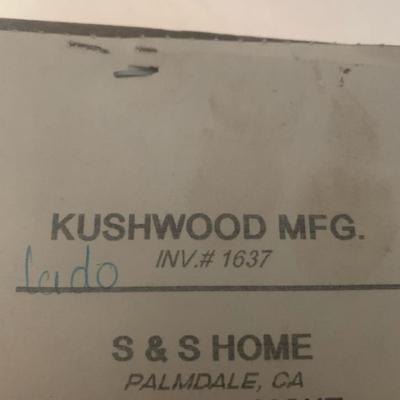 KUSHWOOD MFG.
INV.# 1637
lado
S & S HOME
PALMDALE, CA